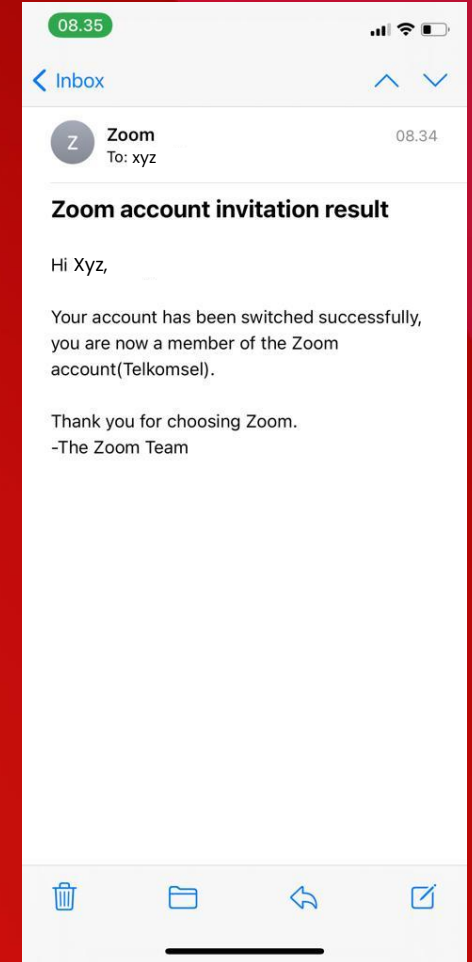 08.35
Inbox
Z
Zoom
08.34
To: xyz
Zoom account invitation result
Hi Xyz,
Your account has been switched successfully,
you are now a member of the Zoom
account(Telkomsel).
Thank you for choosing Zoom.
-The Zoom Team